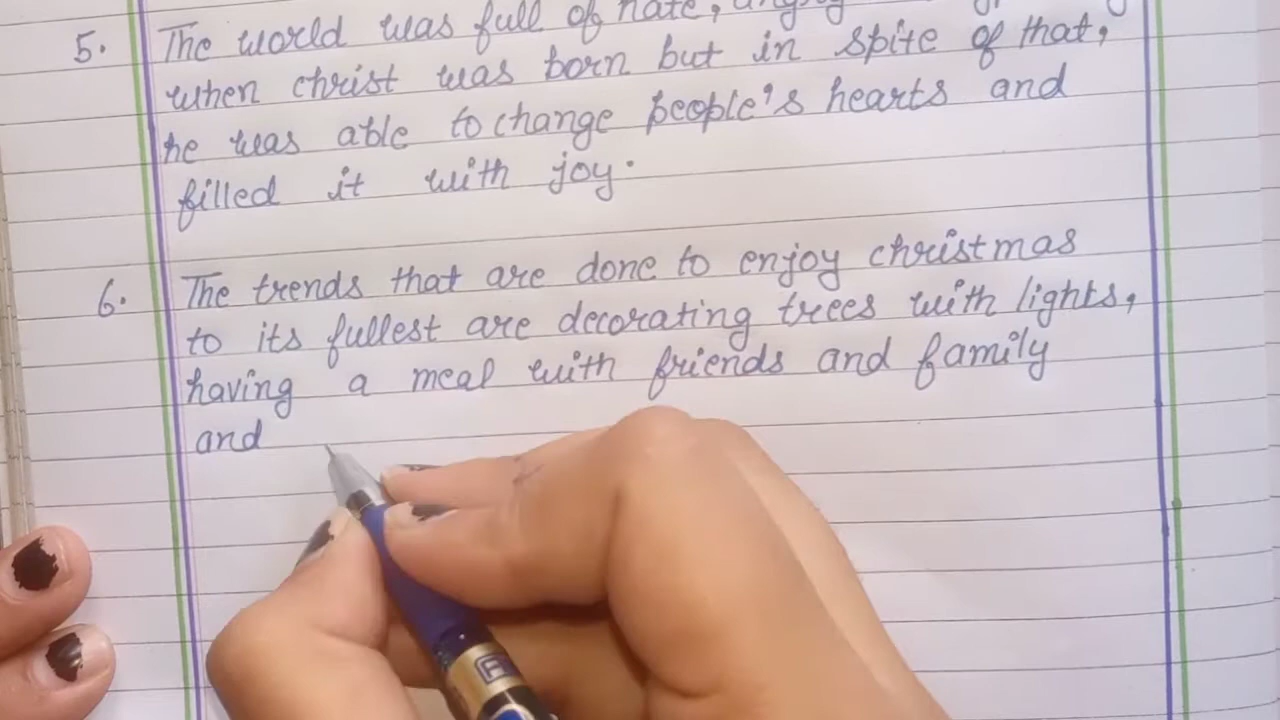 5. The world was full of hate,
when christ was born but in spite of that,
he was able to change people's hearts and
filled it with joy.
6. The trends that are done to enjoy christmas
to its fullest are decorating trees with lights,
having a meal with friends and family
and